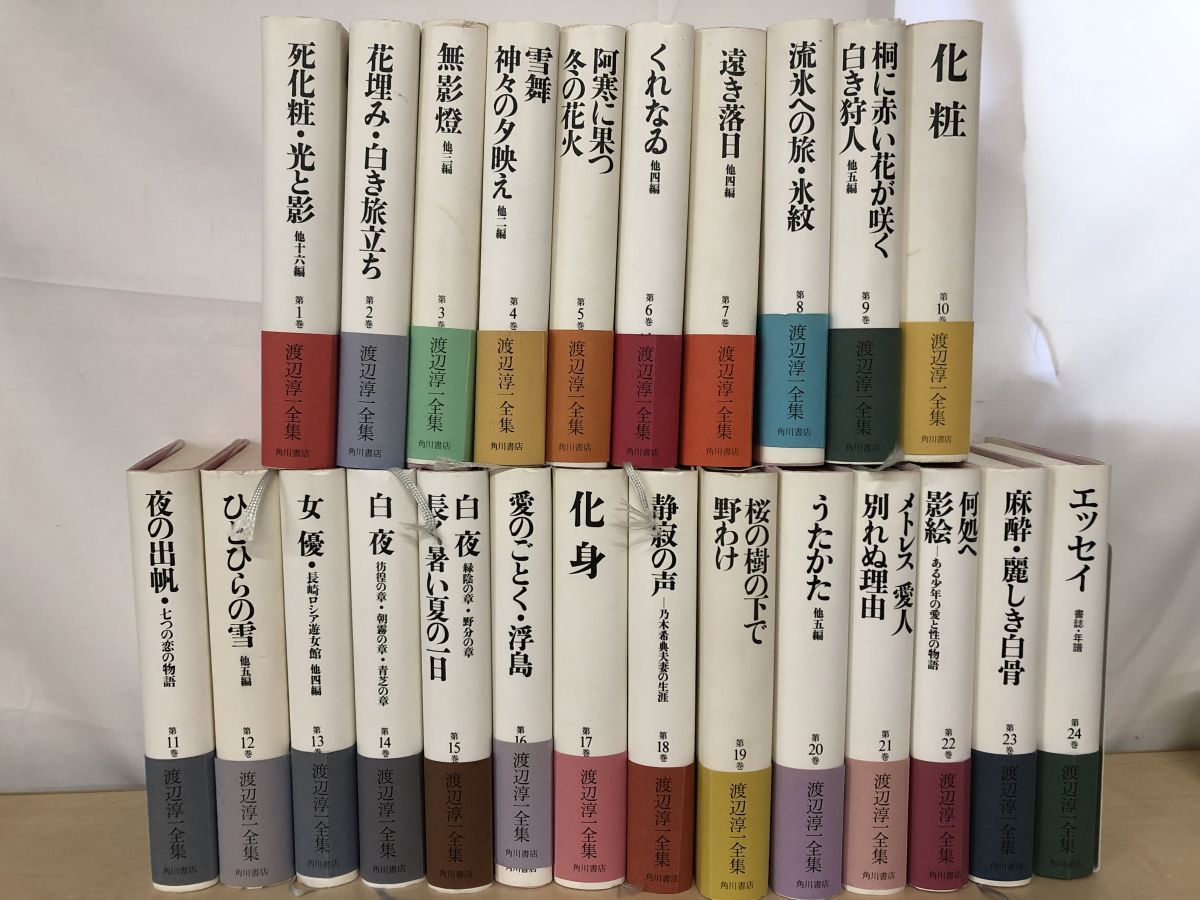 死化粧・光と影
他十六編
第1巻
渡辺淳一全集
花埋み・白き旅立ち
第2巻
渡辺淳一全集
角川書店
無影燈
他三編
第3巻
渡辺淳一全集
角川書店
雪舞
神々の夕映え
他二編
第4巻
渡辺淳一全集
角川書店
阿寒に果つ
冬の花火
第5巻
渡辺淳一全集
角川書店
くれなゐ
他四編
第6巻
渡辺淳一全集
角川書店
遠き落日
他四編
第7巻
渡辺淳一全集
角川書店
流氷への旅・氷紋
第8
渡辺淳一全集
角川書店
桐に赤い花が咲く
白き狩人
他五編
第9巻
渡辺淳一全集
角川書店
化粧
第10巻
渡辺淳一全集
角川書店
夜の出帆・七つの恋の物語
第11巻
渡辺淳一全集
角川書店
ひとひらの雪
他五編
第12巻
渡辺淳一全集
角川書店
女優・長崎ロシア遊女館
他四編
第13巻
渡辺淳一全集
角川書店
白夜
彷徨の章・朝霧の章・青芝の章
第14巻
渡辺淳一全集
角川書店
白夜
緑陰の章・野分の章
長く暑い夏の一日
第15巻
渡辺淳一全集
角川書店
愛のごとく・浮島
第16
渡辺淳一全集
角川書店
化身
第17巻
渡辺淳一全集
角川書店
静寂の声
―乃木希典夫妻の生涯
第18巻
渡辺淳一全集
角川書店
桜の樹の下で
野わけ
第19巻
渡辺淳一全集
角川書店
うたかた
他五編
第20巻
渡辺淳一全集
角川書店
メトレス 愛人
別れぬ理由
第21巻
渡辺淳一全集
角川書店
何処へ
影絵―ある少年の愛と性の物語
第22巻
渡辺淳一全集
角川書店
麻酔・麗しき白骨
第23巻
渡辺淳一全集
角川書店
エッセイ
書誌・年譜
第24巻
渡辺淳一全集
角川書店